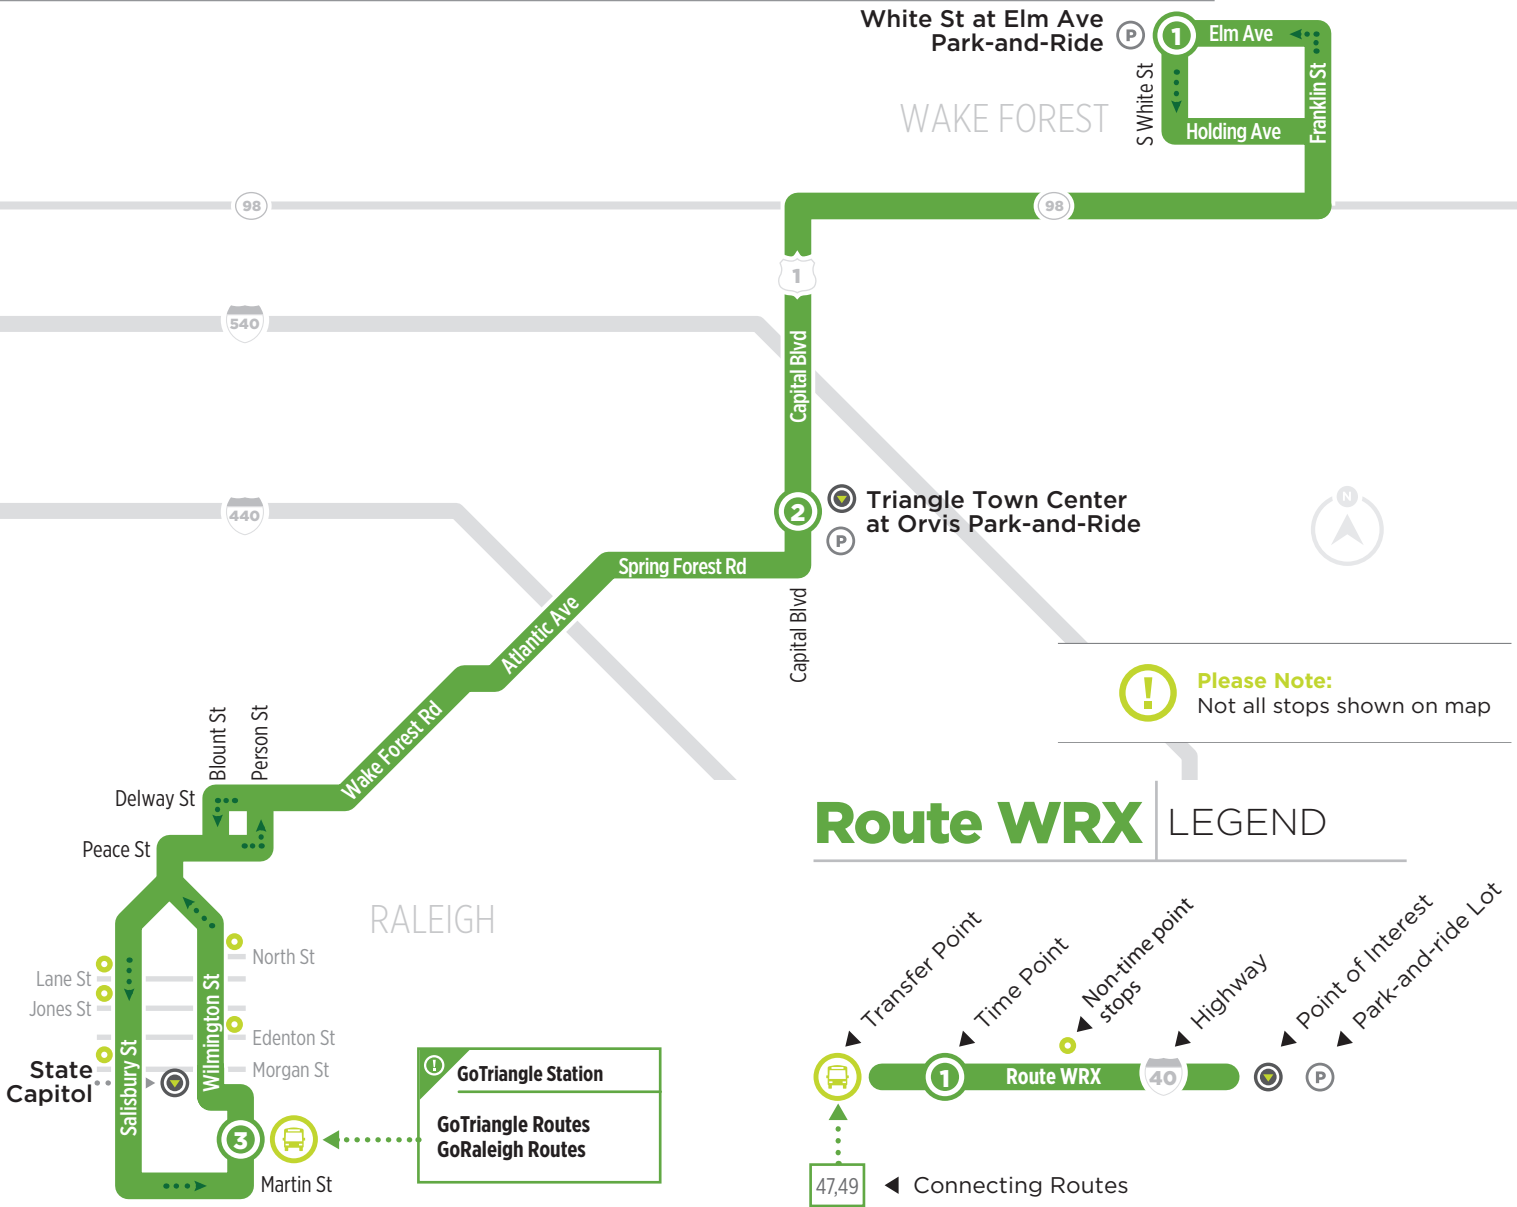 White St at Elm Ave
Park-and-Ride
P
1
Elm Ave
S White St
Franklin St
Holding Ave
WAKE FOREST
98
98
1
540
Capital Blvd
440
2
Triangle Town Center
at Orvis Park-and-Ride
P
N
Spring Forest Rd
Capital Blvd
Atlantic Ave
!
Please Note:
Not all stops shown on map
Wake Forest Rd
Blount St
Person St
Delway St
Peace St
RALEIGH
North St
Lane St
Jones St
Edenton St
Morgan St
State
Capitol
Salisbury St
Wilmington St
3
Martin St
!
GoTriangle Station
GoTriangle Routes
GoRaleigh Routes
Route WRX
LEGEND
Transfer Point
Time Point
Non-time point
stops
Highway
Point of Interest
Park-and-ride Lot
1
Route WRX
40
P
47,49
Connecting Routes